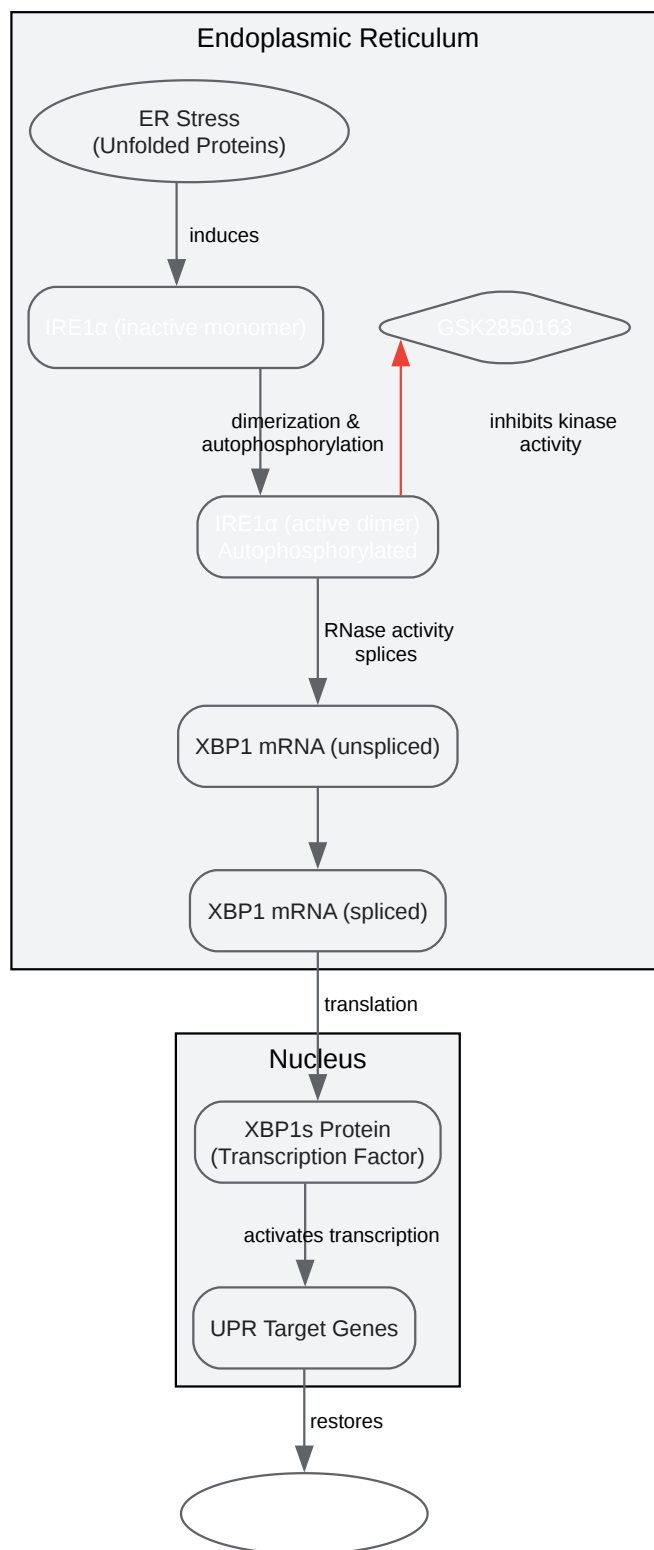 Endoplasmic Reticulum
ER Stress
(Unfolded Proteins)
induces
IRE1α (inactive monomer)
GSK2850163
dimerization &
autophosphorylation
inhibits kinase
activity
IRE1α (active dimer)
Autophosphorylated
RNase activity
splices
XBP1 mRNA (unspliced)
XBP1 mRNA (spliced)
translation
Nucleus
XBP1s Protein
(Transcription Factor)
activates transcription
UPR Target Genes
restores